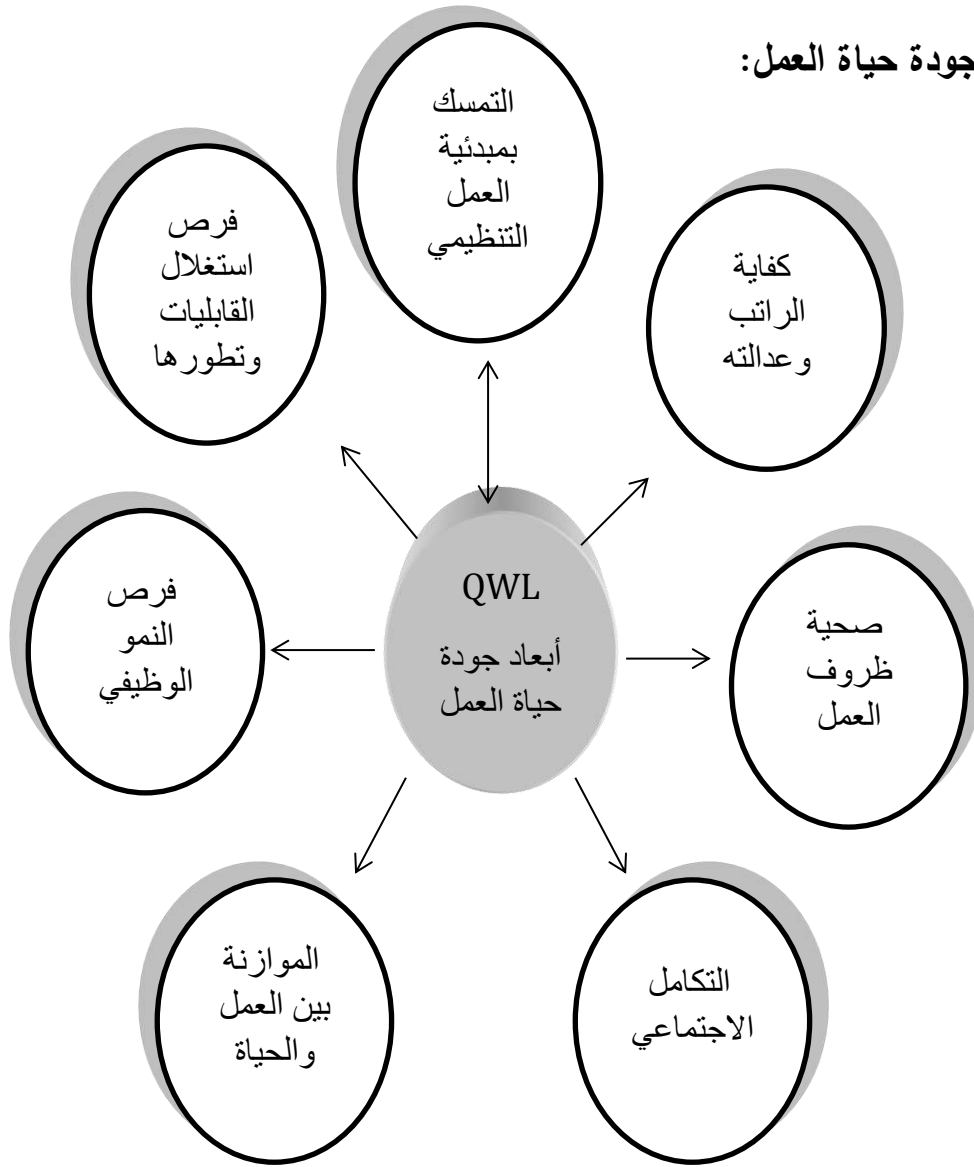 جودة حياة العمل:
التمسك
بمبدئية
العمل
التنظيمي
كفاية
الراتب
وعدالته
فرص
استغلال
القابليات
وتطورها
QWL
أبعاد جودة
حياة العمل
صحية
ظروف
العمل
فرص
النمو
الوظيفي
التكامل
الاجتماعي
الموازنة
بين العمل
والحياة